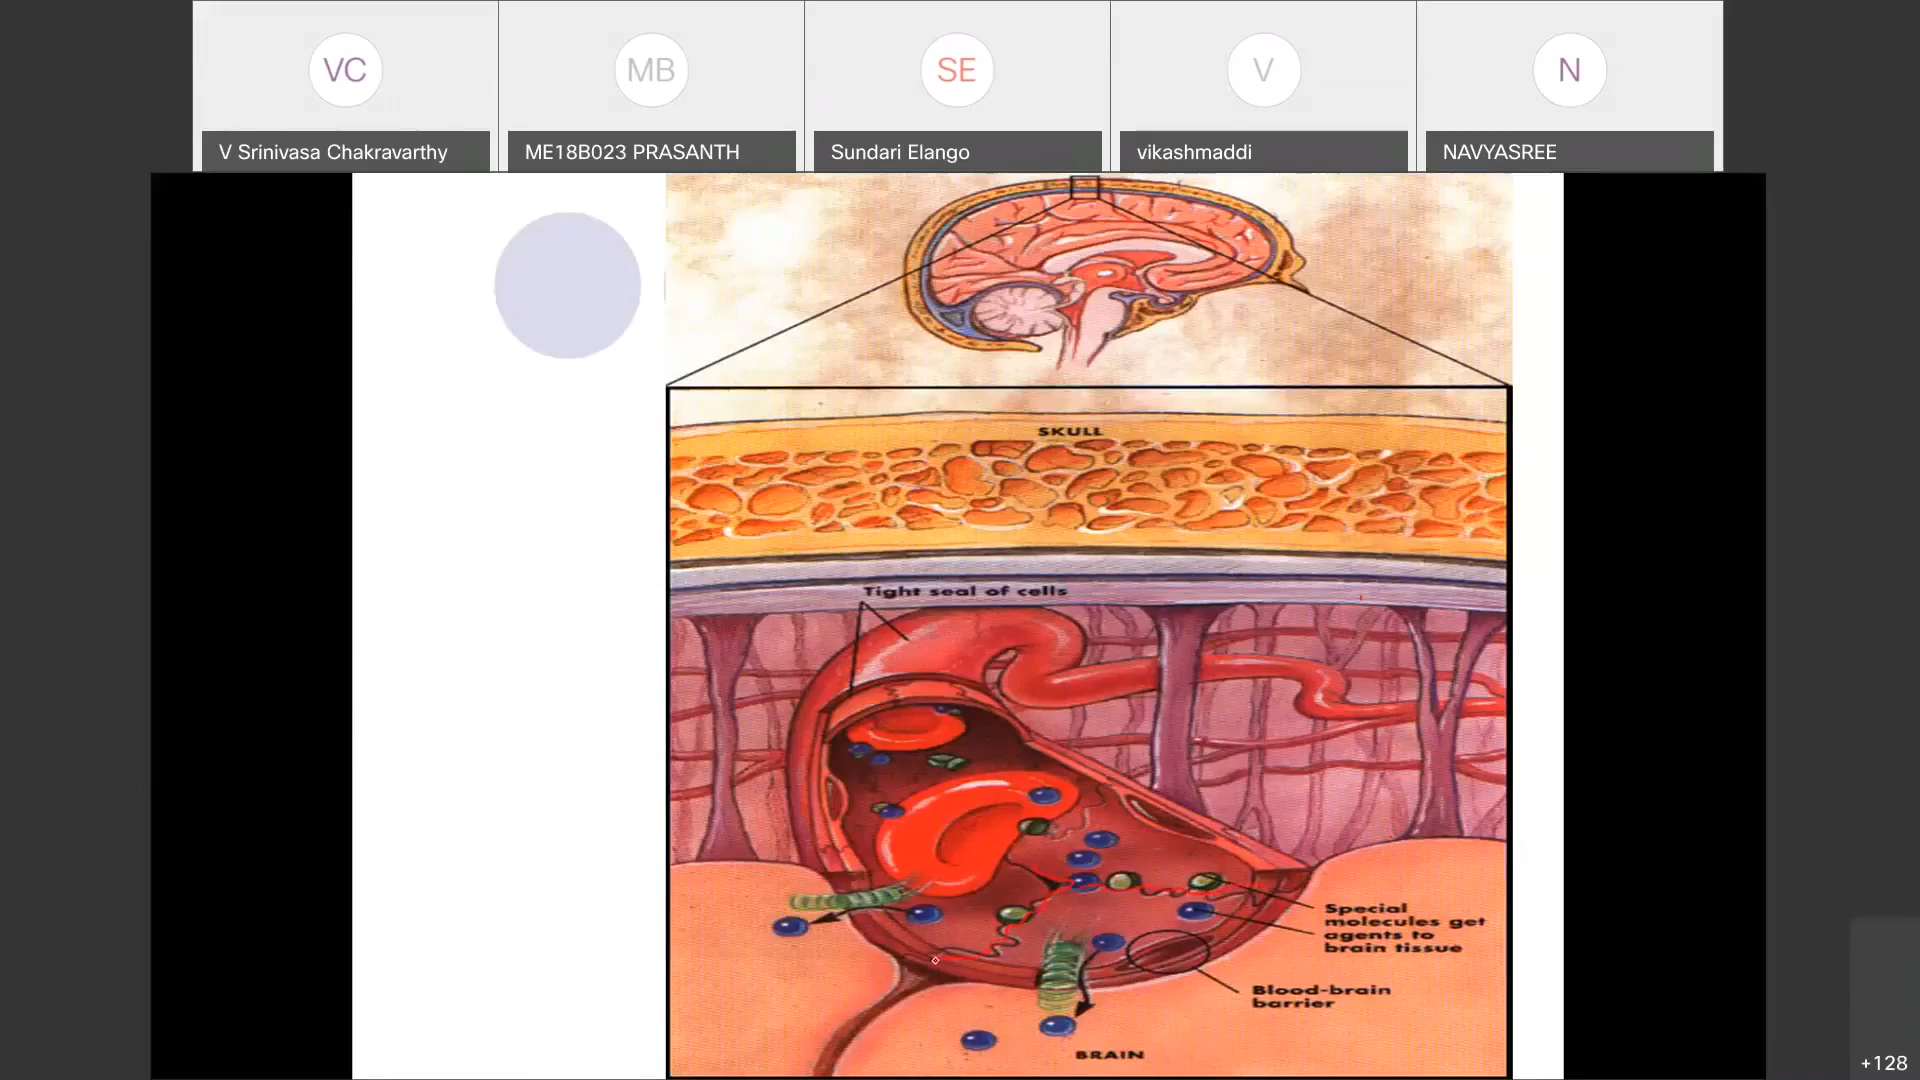 VC
MB
SE
V
N
V Srinivasa Chakravarthy
ME18B023 PRASANTH
Sundari Elango
vikashmaddi
NAVYASREE
SKULL
Tight seal of cells
Special
molecules get
agents to
brain tissue
Blood-brain
barrier
BRAIN
+128